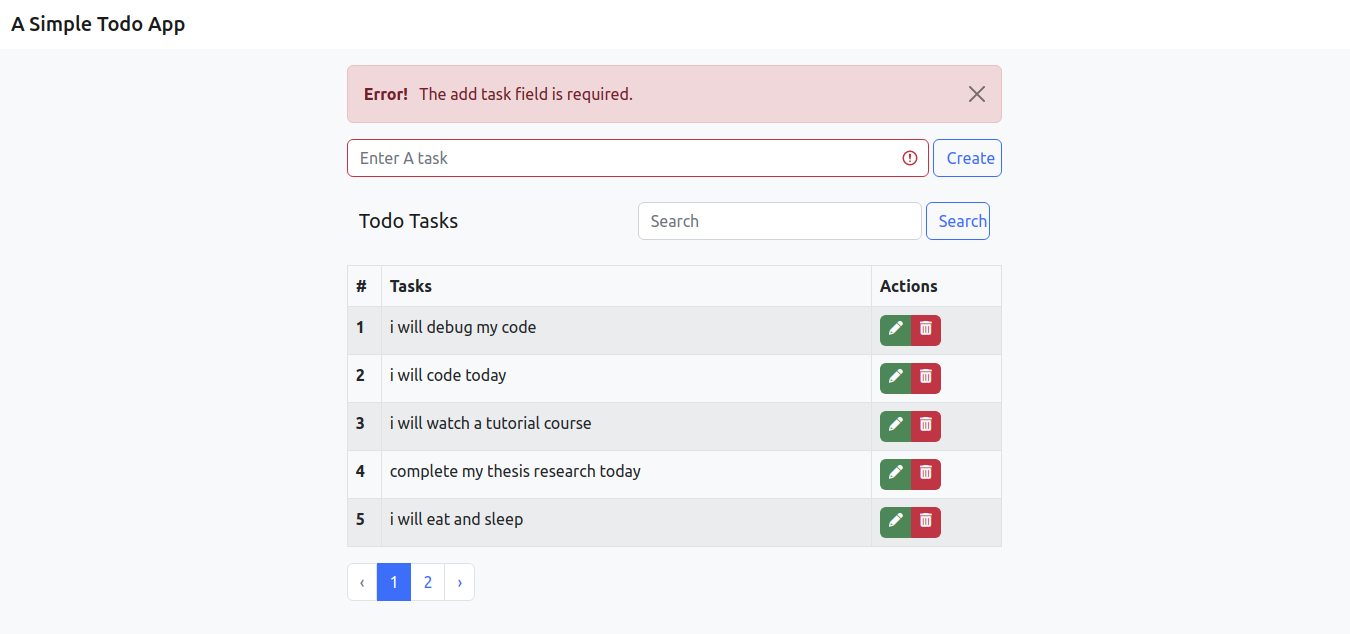 A Simple Todo App
Error! The add task field is required.
Enter A task
Create
Todo Tasks
Search
Search
# Tasks Actions
1 i will debug my code
2 i will code today
3 i will watch a tutorial course
4 complete my thesis research today
5 i will eat and sleep
‹ 1 2 ›